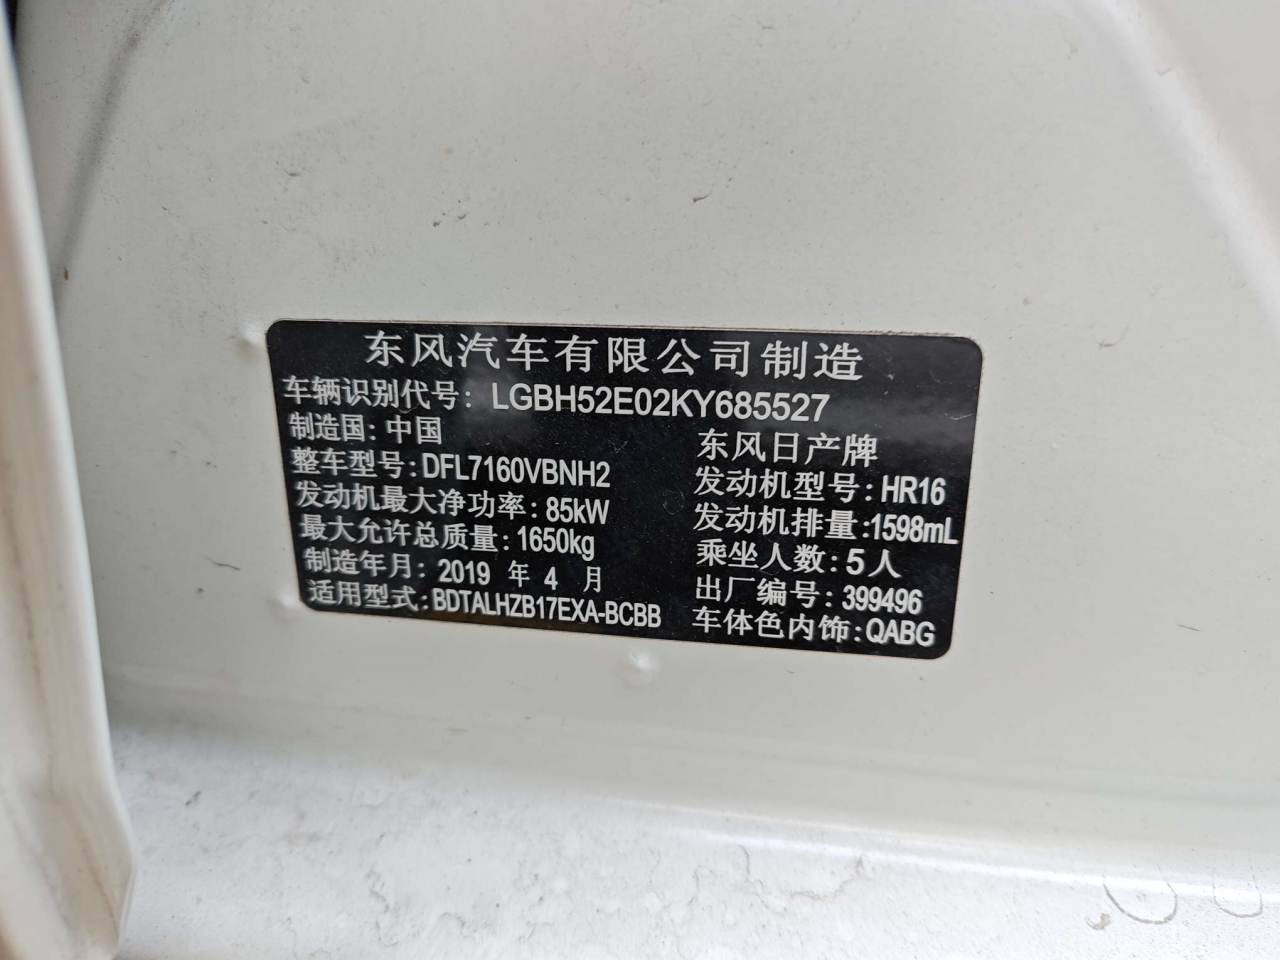 东风汽车有限公司制造
车辆识别代号: LGBH52E02KY685527
制造国:中国
东风日产牌
整车型号:DFL7160VBNH2
发动机型号:HR16
发动机最大净功率:85kW
发动机排量:1598mL
最大允许总质量:1650kg
乘坐人数:5人
制造年月: 2019 年 4 月
出厂编号:399496
适用型式:BDTALHZB17EXA-BCBB
车体色内饰:QABG